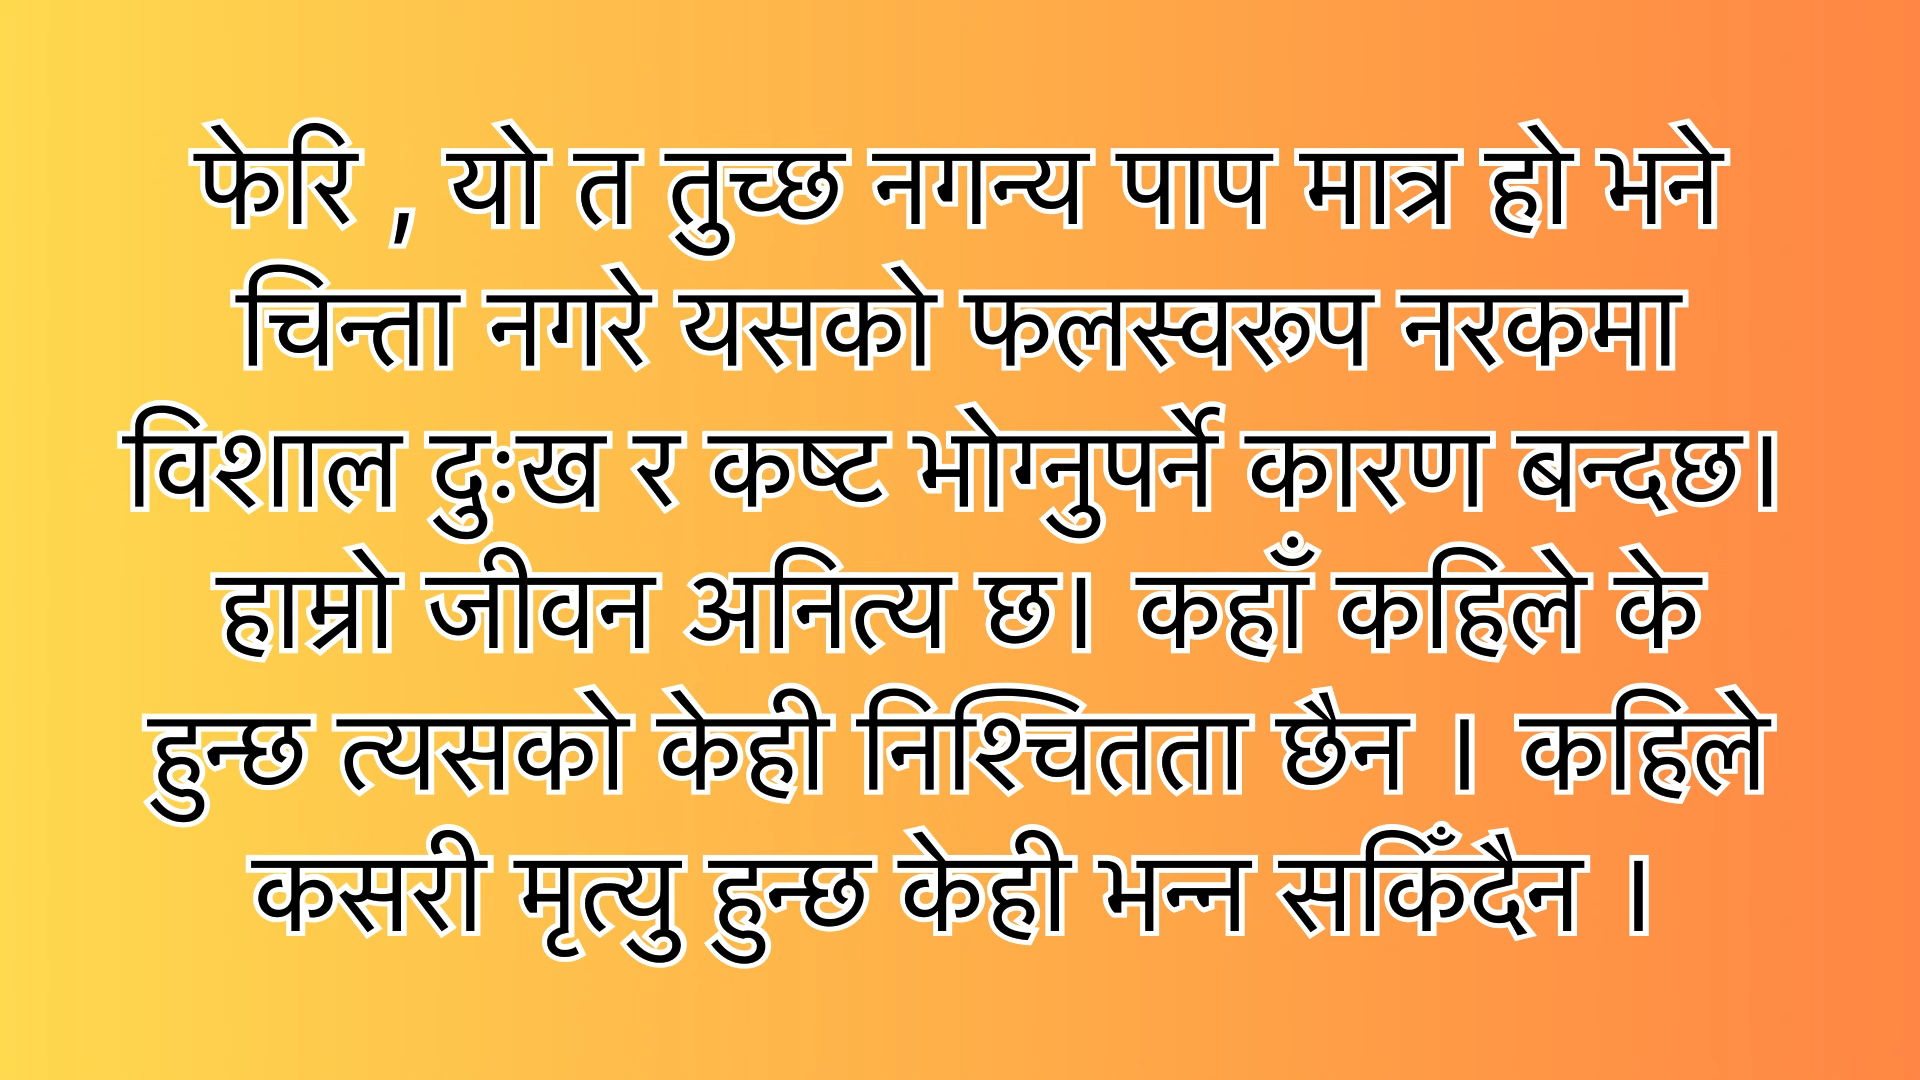 फेरि , यो त तुच्छ नगन्य पाप मात्र हो भने
चिन्ता नगरे यसको फलस्वरूप नरकमा
विशाल दुःख र कष्ट भोग्नुपर्ने कारण बन्दछ।
हाम्रो जीवन अनित्य छ। कहाँ कहिले के
हुन्छ त्यसको केही निश्चितता छैन । कहिले
कसरी मृत्यु हुन्छ केही भन्न सकिँदैन ।